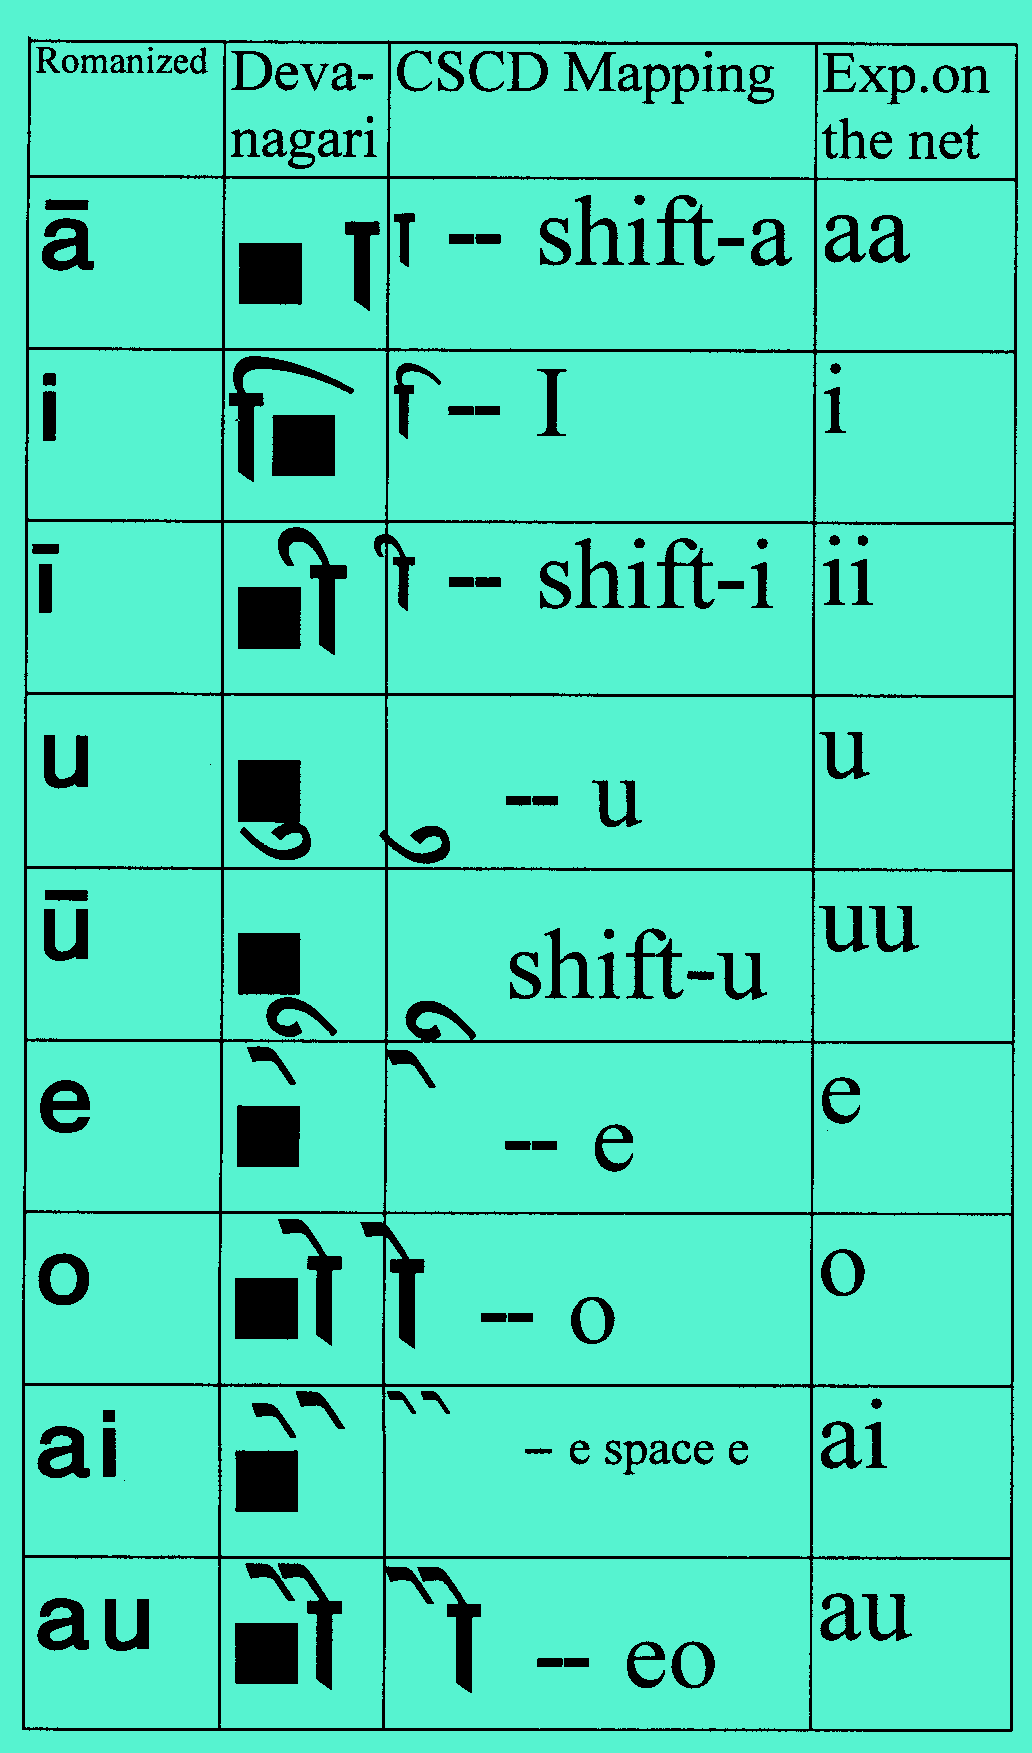 Romanized Deva-nagari CSCD Mapping Exp.on the net
ā ■ ा ा -- shift-a aa
i ि■ ि -- I i
ī ■ी ी -- shift-i ii
u ■ु ु -- u u
ū ■ू ू shift-u uu
e ■े े -- e e
o ■ो ो -- o o
ai ■ै े े -- e space e ai
au ■ौ ौ -- eo au